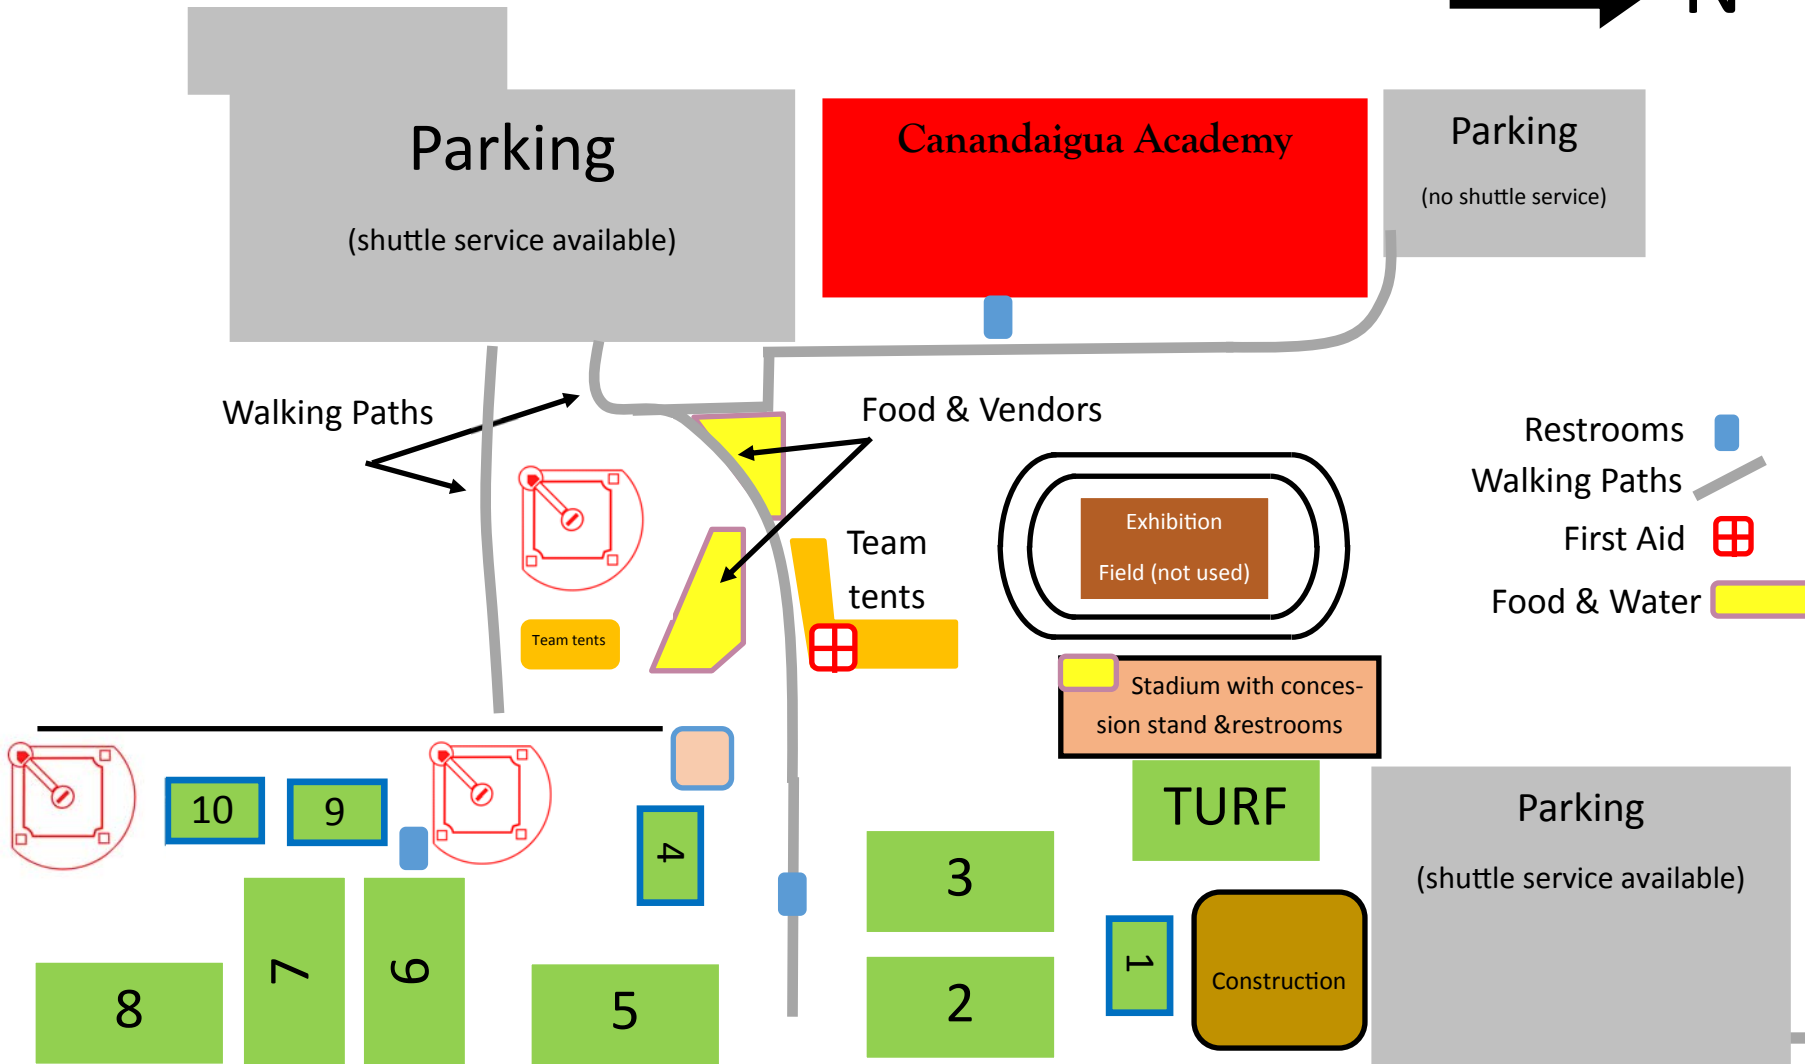 N
Parking
(shuttle service available)
Canandaigua Academy
Parking
(no shuttle service)
Walking Paths
Food & Vendors
Restrooms
Walking Paths
First Aid
Food & Water
Exhibition
Field (not used)
Team
tents
Team tents
Stadium with conces-
sion stand &restrooms
TURF
Parking
(shuttle service available)
10
9
4
3
1
Construction
8
7
6
5
2